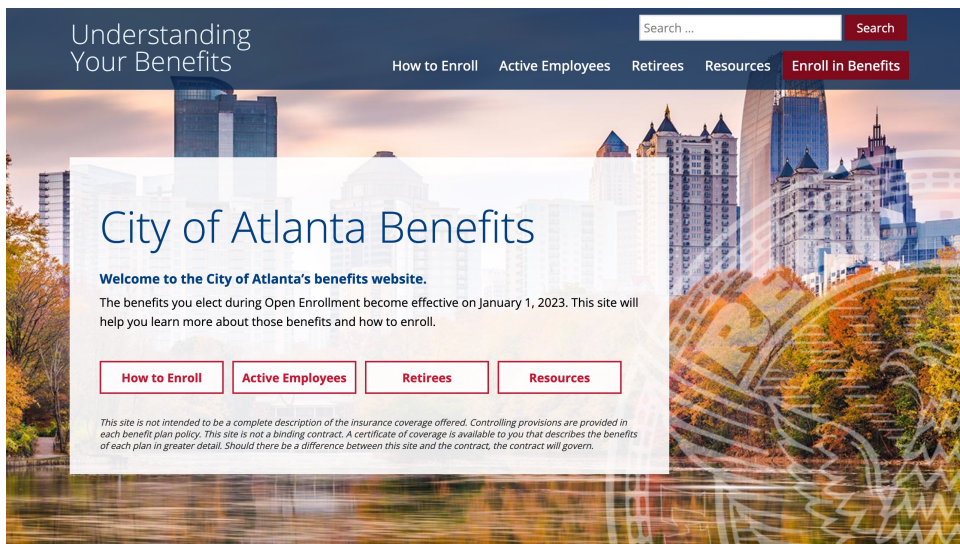 Understanding
Your Benefits
Search ...
Search
How to Enroll
Active Employees
Retirees
Resources
Enroll in Benefits
City of Atlanta Benefits
Welcome to the City of Atlanta’s benefits website.
The benefits you elect during Open Enrollment become effective on January 1, 2023. This site will
help you learn more about those benefits and how to enroll.
How to Enroll
Active Employees
Retirees
Resources
This site is not intended to be a complete description of the insurance coverage offered. Controlling provisions are provided in
each benefit plan policy. This site is not a binding contract. A certificate of coverage is available to you that describes the benefits
of each plan in greater detail. Should there be a difference between this site and the contract, the contract will govern.